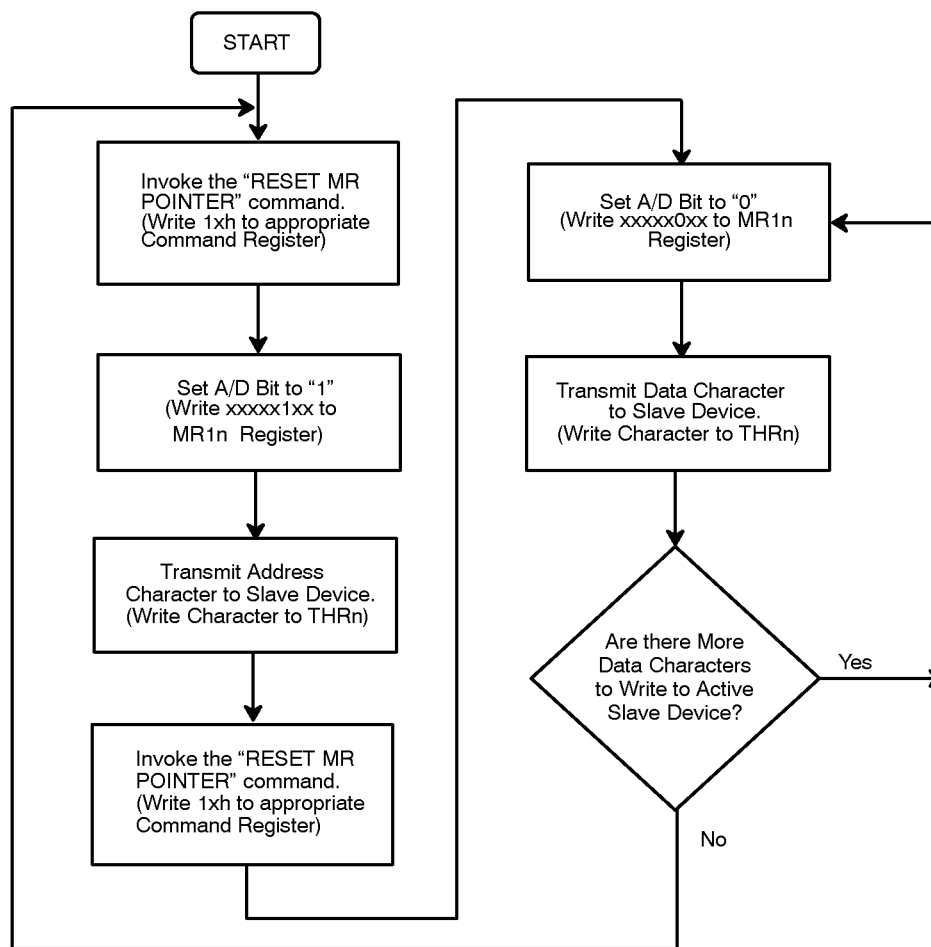 START
Invoke the “RESET MR
POINTER” command.
(Write 1xh to appropriate
Command Register)
Set A/D Bit to “1”
(Write xxxxx1xx to
MR1n Register)
Transmit Address
Character to Slave Device.
(Write Character to THRn)
Invoke the “RESET MR
POINTER” command.
(Write 1xh to appropriate
Command Register)
Set A/D Bit to “0”
(Write xxxxx0xx to MR1n
Register)
Transmit Data Character
to Slave Device.
(Write Character to THRn)
Are there More
Data Characters
to Write to Active
Slave Device?
Yes
No